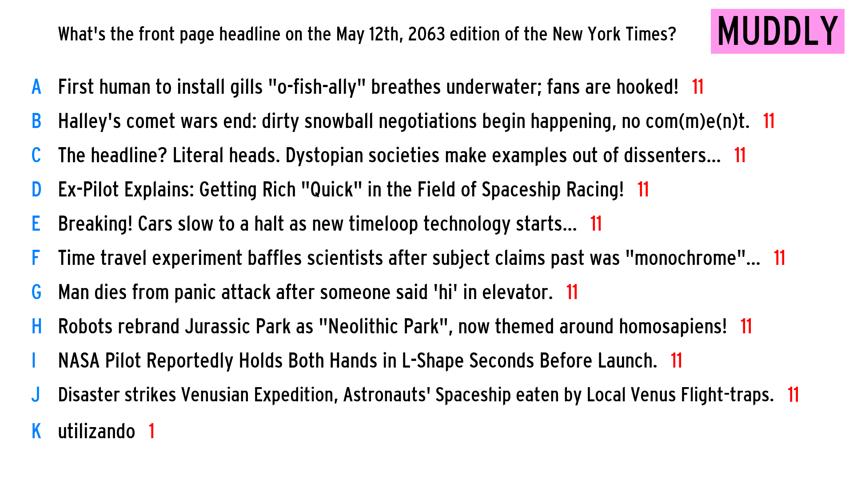 What's the front page headline on the May 12th, 2063 edition of the New York Times?
MUDDLY
A First human to install gills "o-fish-ally" breathes underwater; fans are hooked! 11
B Halley's comet wars end: dirty snowball negotiations begin happening, no com(m)e(n)t. 11
C The headline? Literal heads. Dystopian societies make examples out of dissenters... 11
D Ex-Pilot Explains: Getting Rich "Quick" in the Field of Spaceship Racing! 11
E Breaking! Cars slow to a halt as new timeloop technology starts... 11
F Time travel experiment baffles scientists after subject claims past was "monochrome"... 11
G Man dies from panic attack after someone said 'hi' in elevator. 11
H Robots rebrand Jurassic Park as "Neolithic Park", now themed around homosapiens! 11
I NASA Pilot Reportedly Holds Both Hands in L-Shape Seconds Before Launch. 11
J Disaster strikes Venusian Expedition, Astronauts' Spaceship eaten by Local Venus Flight-traps. 11
K utilizando 1